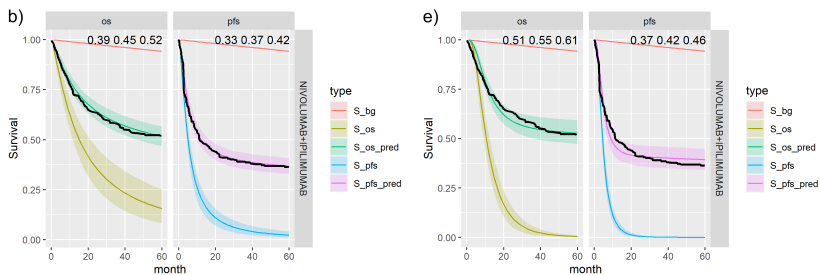 b)
os
pfs
0.39 0.45 0.52
0.33 0.37 0.42
1.00
0.75
0.50
0.25
0.00
Survival
0 20 40 60
0 20 40 60
month
NIVOLUMAB+IPILIMUMAB
type
S_bg
S_os
S_os_pred
S_pfs
S_pfs_pred
e)
os
pfs
0.51 0.55 0.61
0.37 0.42 0.46
1.00
0.75
0.50
0.25
0.00
Survival
0 20 40 60
0 20 40 60
month
NIVOLUMAB+IPILIMUMAB
type
S_bg
S_os
S_os_pred
S_pfs
S_pfs_pred